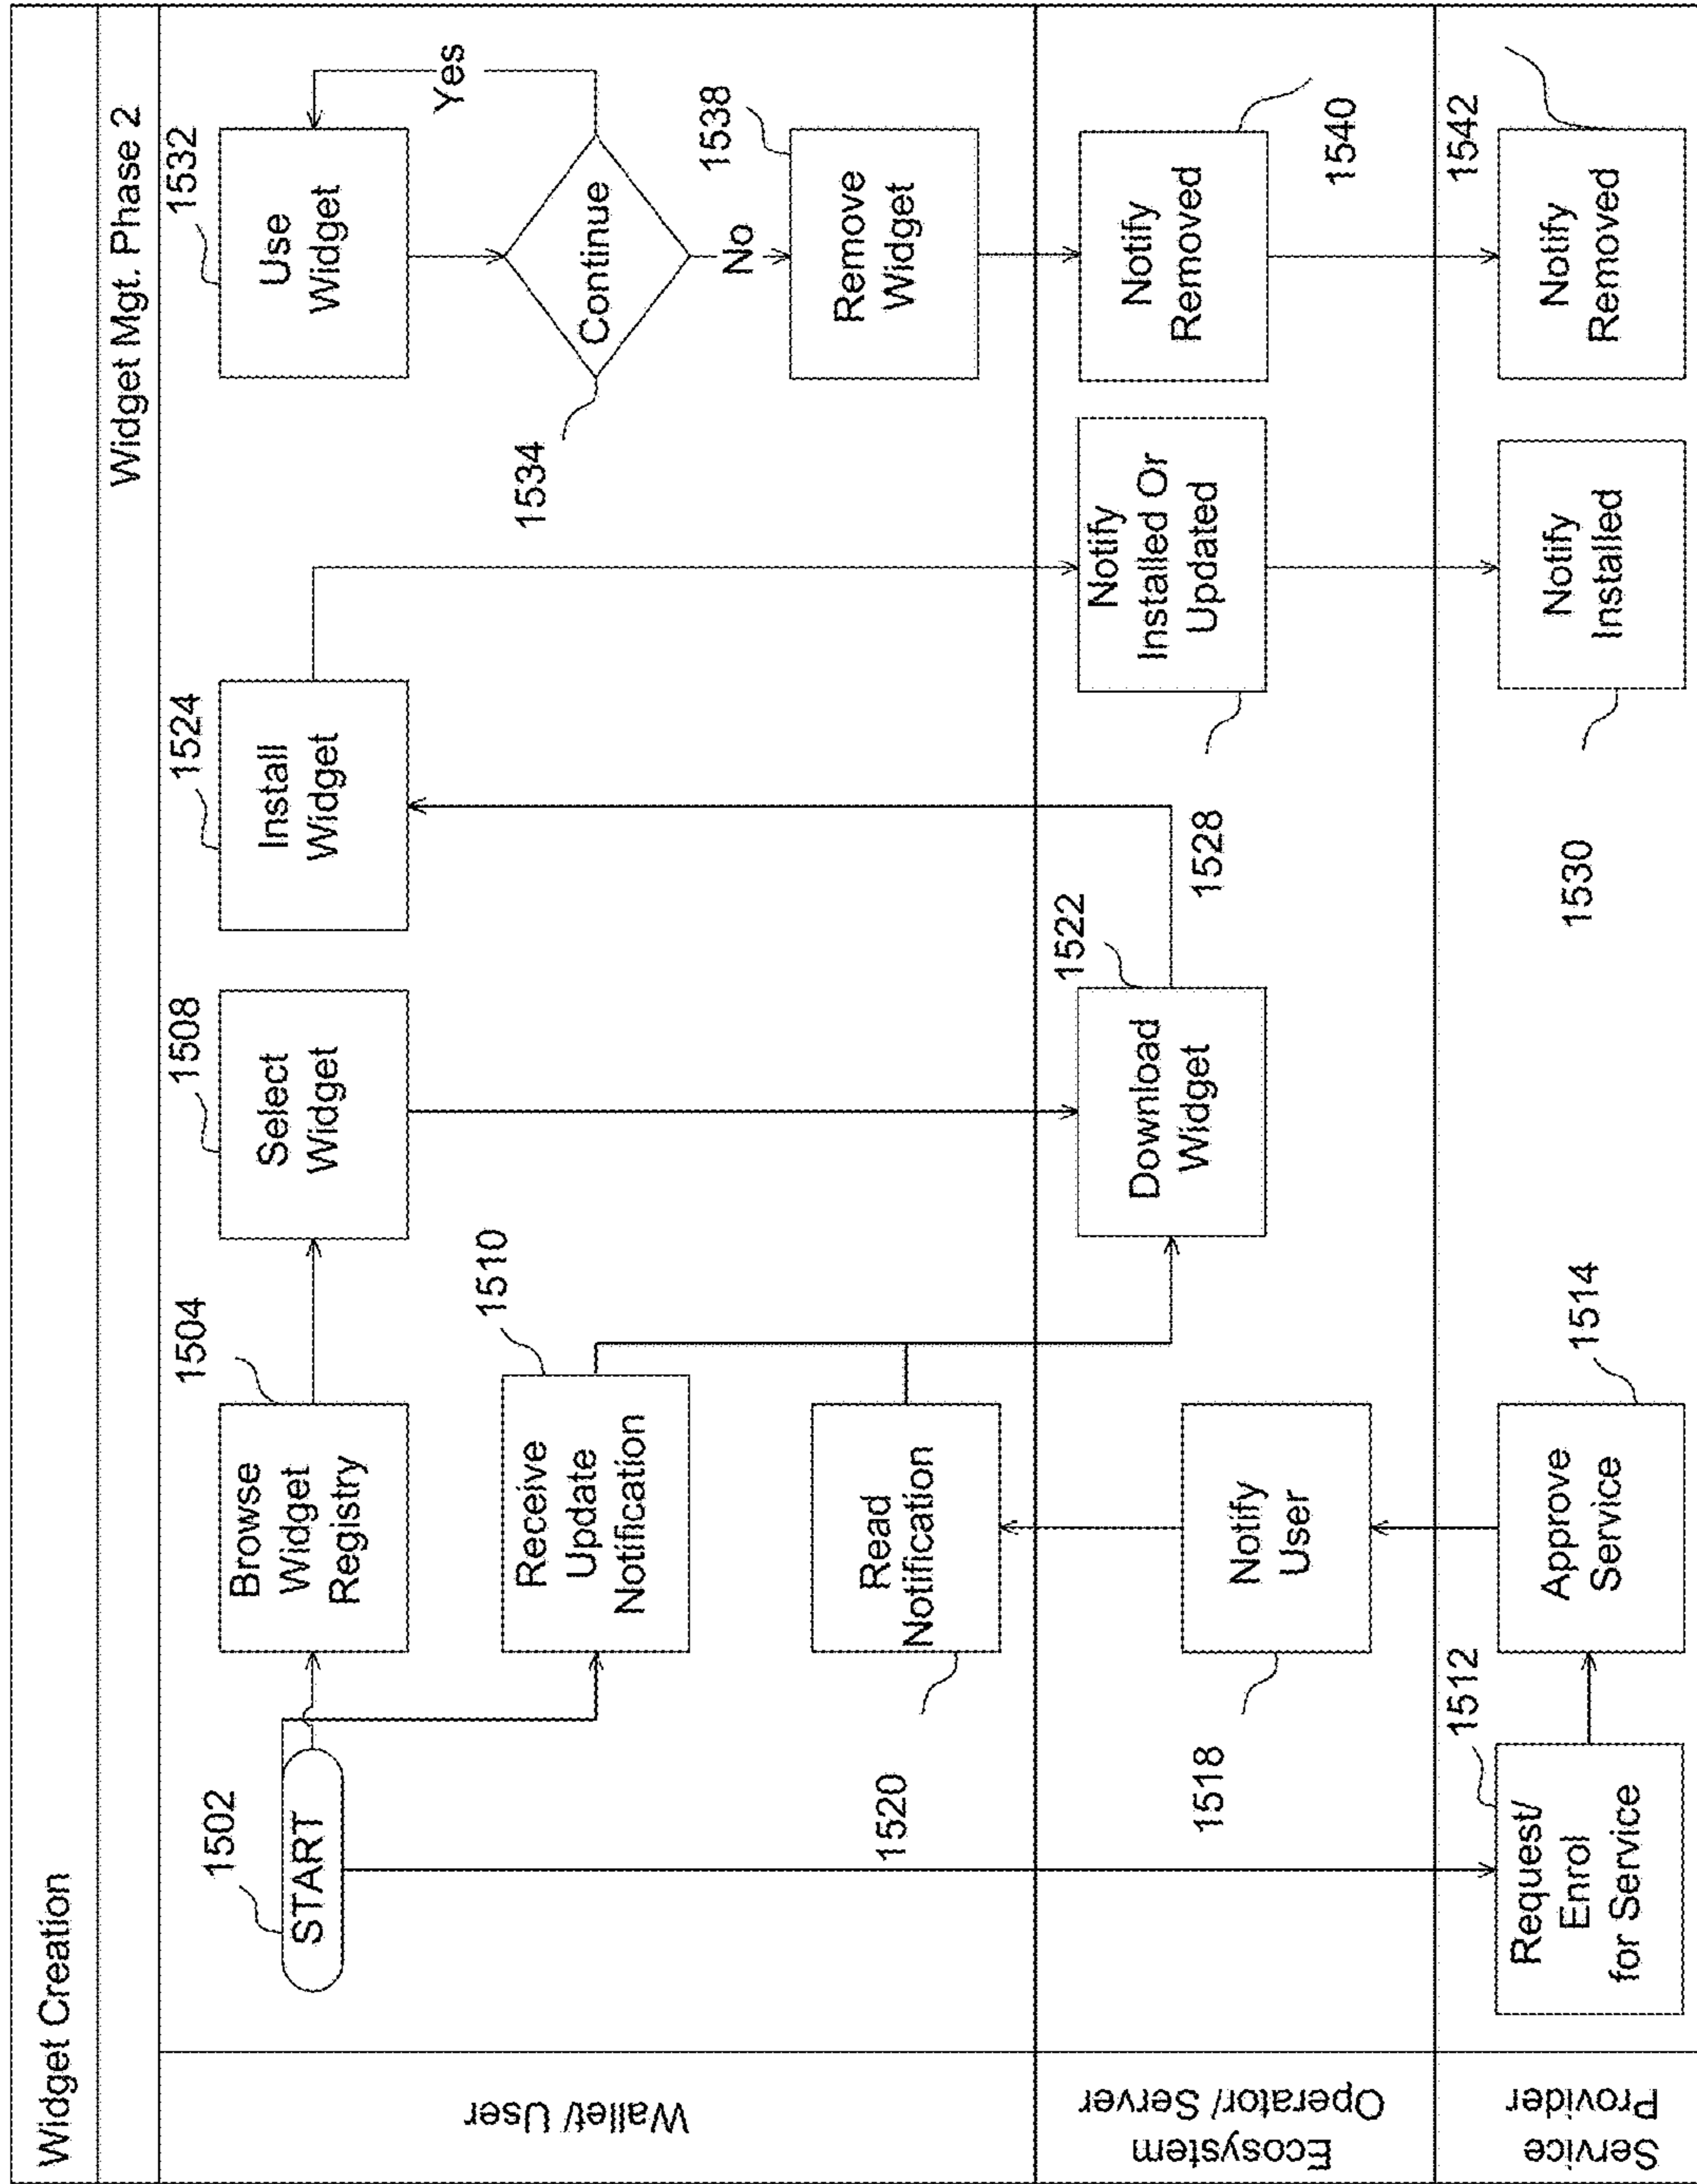 Widget Creation
Widget Mgt. Phase 2
Wallet/ User
1502
START
1504
Browse
Widget
Registry
1508
Select
Widget
1524
Install
Widget
1532
Use
Widget
Yes
1510
Receive
Update
Notification
1534
Continue
No
1520
Read
Notification
1538
Remove
Widget
Ecosystem
Operator/ Server
1518
Notify
User
1522
Download
Widget
1528
Notify
Installed Or
Updated
1540
Notify
Removed
Service
Provider
1512
Request/
Enrol
for Service
1514
Approve
Service
1530
Notify
Installed
1542
Notify
Removed